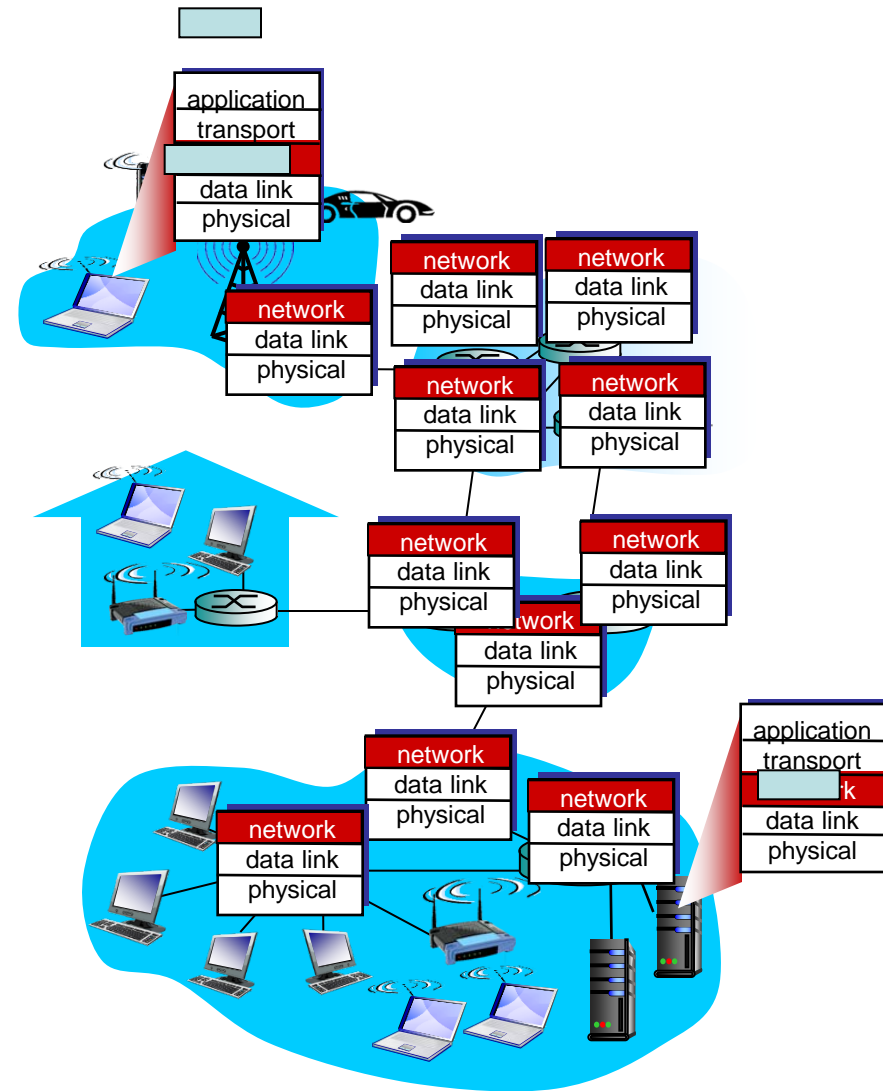 application
transport
data link
physical
network
data link
physical
network
data link
physical
network
data link
physical
network
data link
physical
network
data link
physical
network
data link
physical
network
data link
physical
network
data link
physical
application
transport
data link
physical
network
data link
physical
network
data link
physical
network
data link
physical